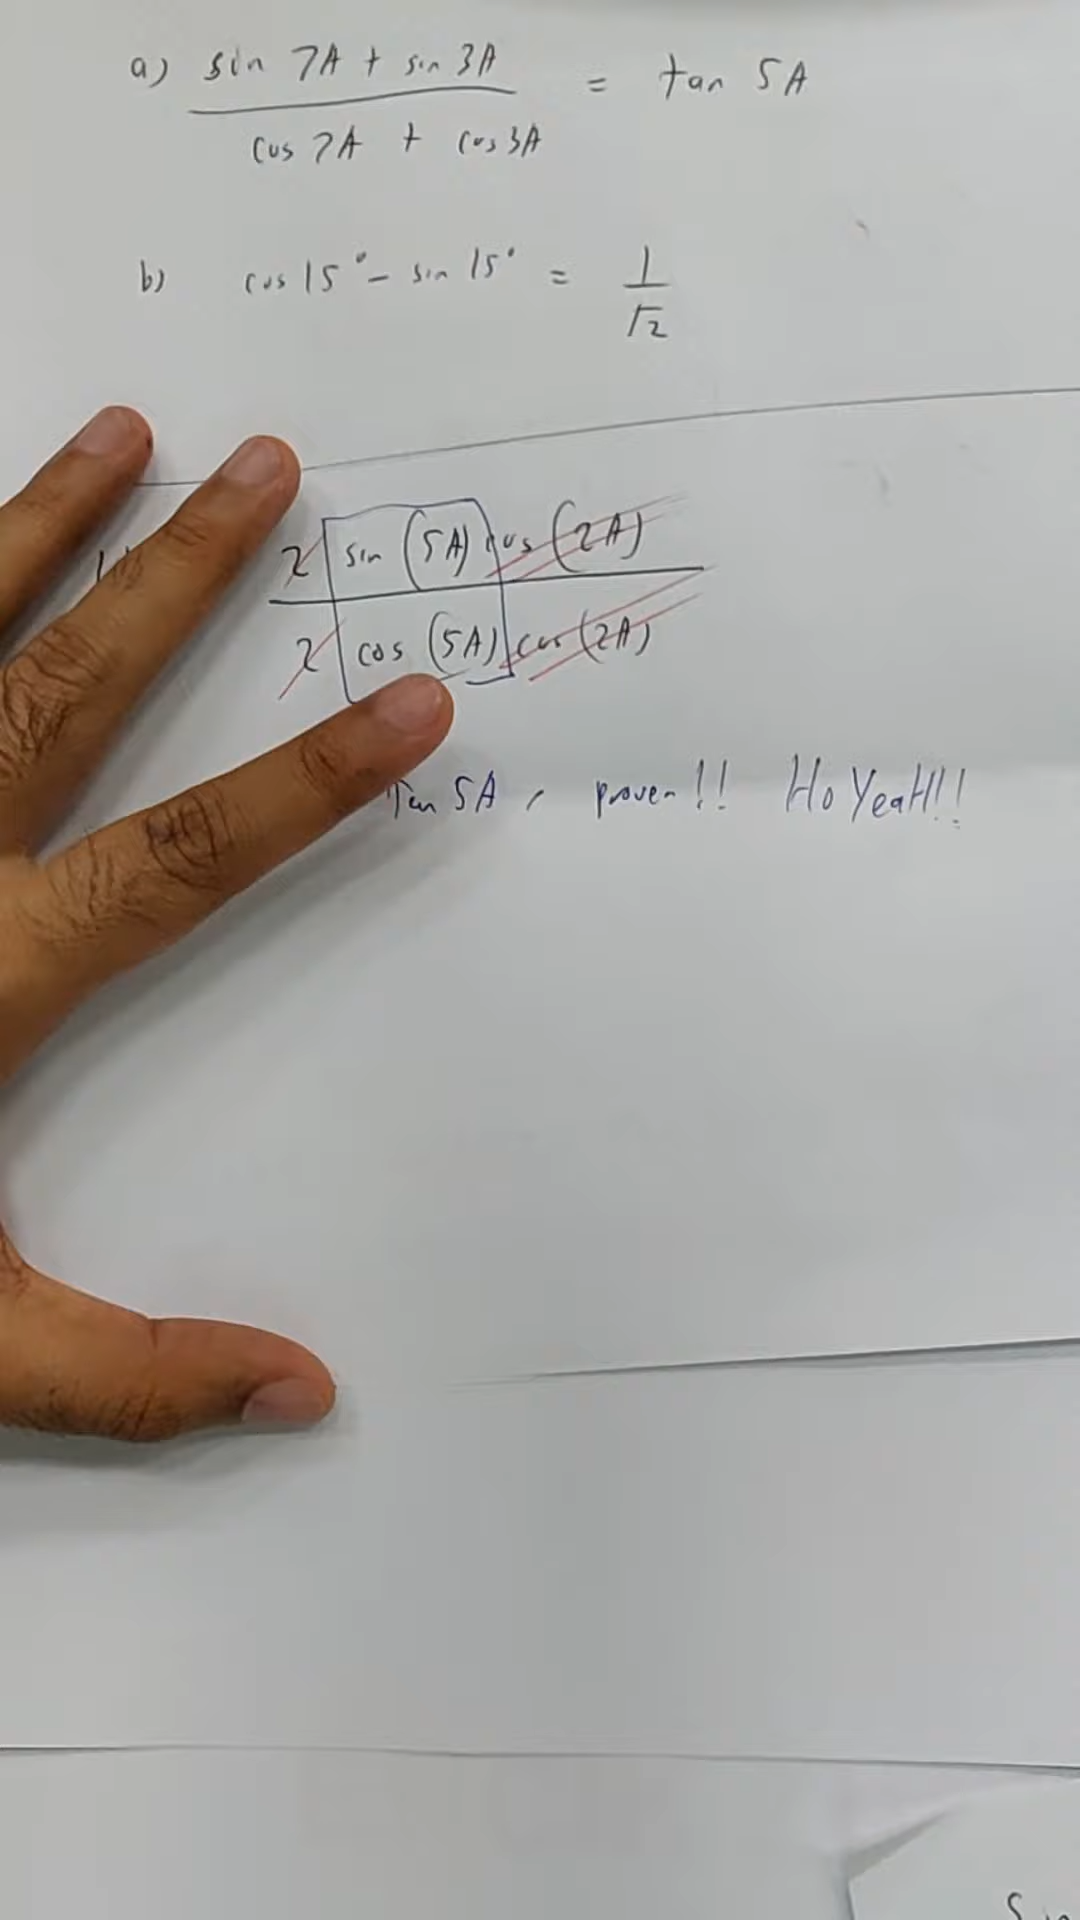 a) sin 7A + sin 3A = tan 5A
cos 7A + cos 3A
b) cos 15° - sin 15° = 1
√2
2 sin (5A) cos (2A)
2 cos (5A) cos (2A)
Tan 5A, proven!! Ho Yeah!!!